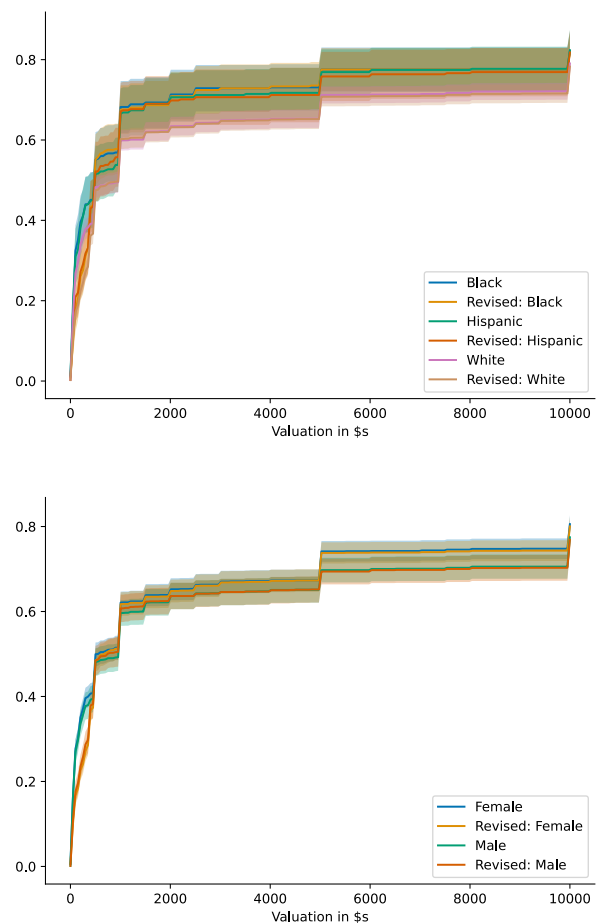 0.8
0.6
0.4
0.2
0.0
0 2000 4000 6000 8000 10000
Valuation in $s
Black
Revised: Black
Hispanic
Revised: Hispanic
White
Revised: White
0.8
0.6
0.4
0.2
0.0
0 2000 4000 6000 8000 10000
Valuation in $s
Female
Revised: Female
Male
Revised: Male